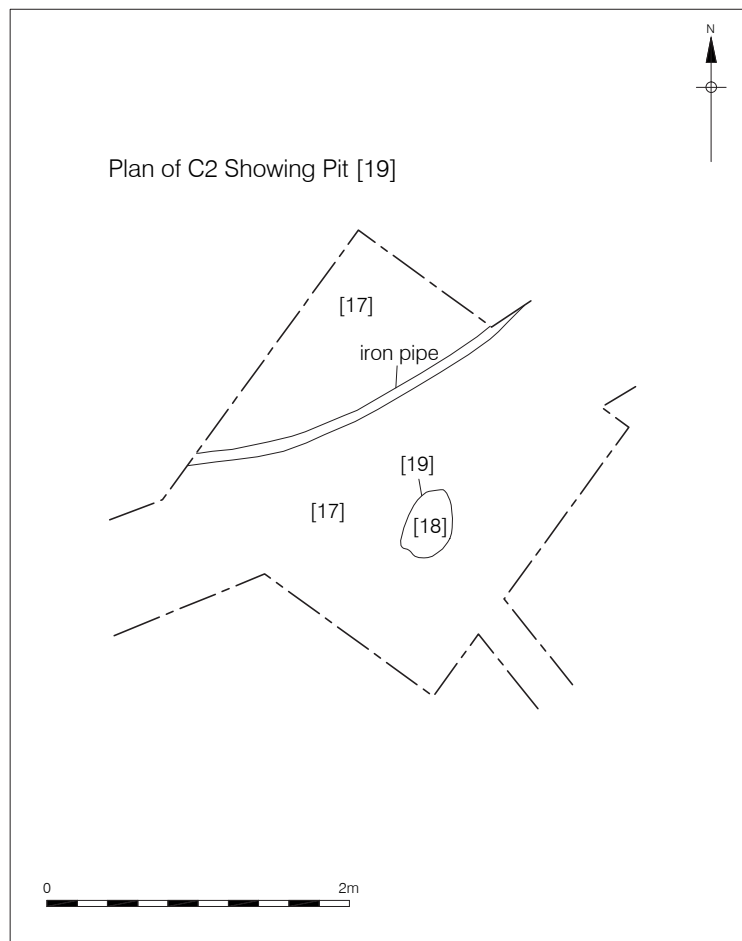 N
Plan of C2 Showing Pit [19]
[17]
iron pipe
[19]
[17]
[18]
0 2m